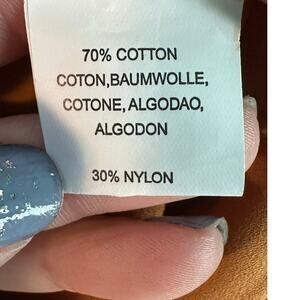 70% COTTON
COTON,BAUMWOLLE,
COTONE, ALGODAO,
ALGODON
30% NYLON